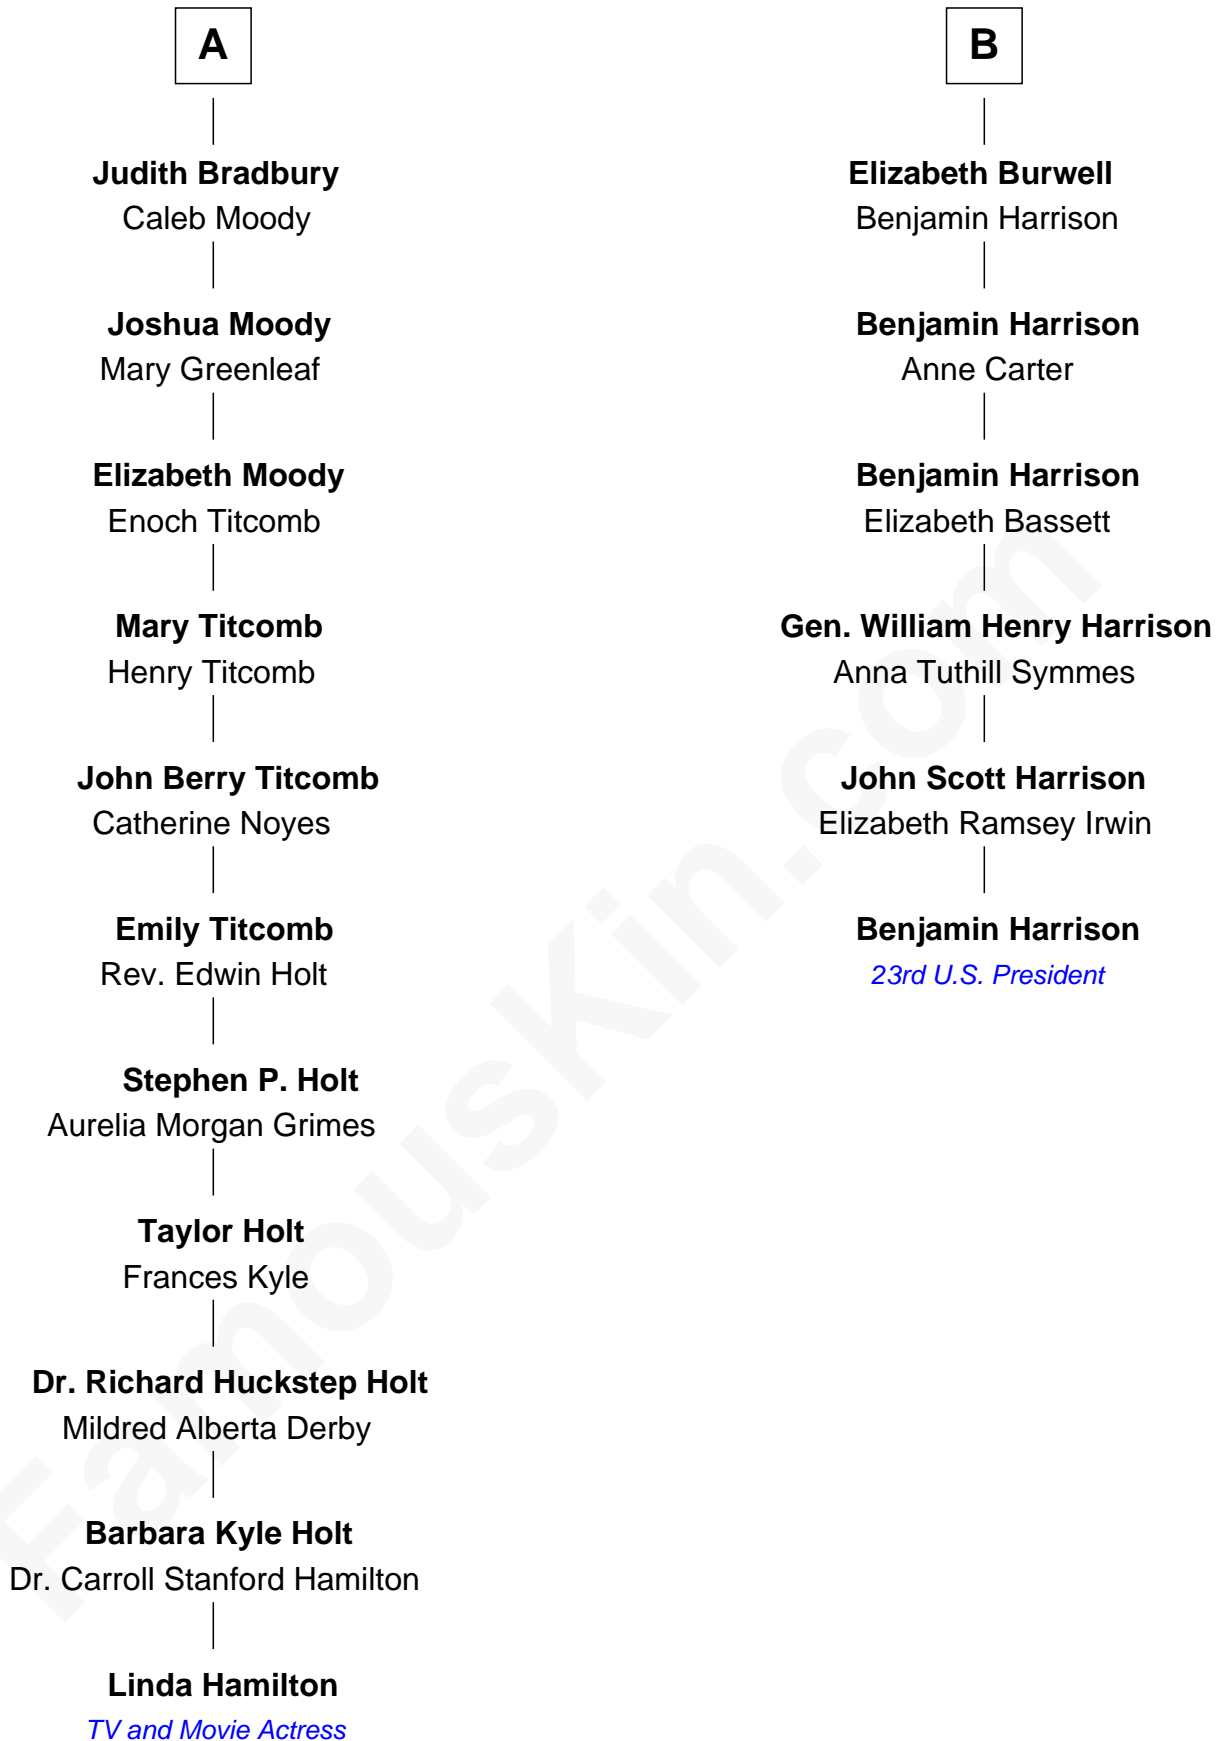 A
Judith Bradbury
Caleb Moody
Joshua Moody
Mary Greenleaf
Elizabeth Moody
Enoch Titcomb
Mary Titcomb
Henry Titcomb
John Berry Titcomb
Catherine Noyes
Emily Titcomb
Rev. Edwin Holt
Stephen P. Holt
Aurelia Morgan Grimes
Taylor Holt
Frances Kyle
Dr. Richard Huckstep Holt
Mildred Alberta Derby
Barbara Kyle Holt
Dr. Carroll Stanford Hamilton
Linda Hamilton
TV and Movie Actress
B
Elizabeth Burwell
Benjamin Harrison
Benjamin Harrison
Anne Carter
Benjamin Harrison
Elizabeth Bassett
Gen. William Henry Harrison
Anna Tuthill Symmes
John Scott Harrison
Elizabeth Ramsey Irwin
Benjamin Harrison
23rd U.S. President
FamousKin.com